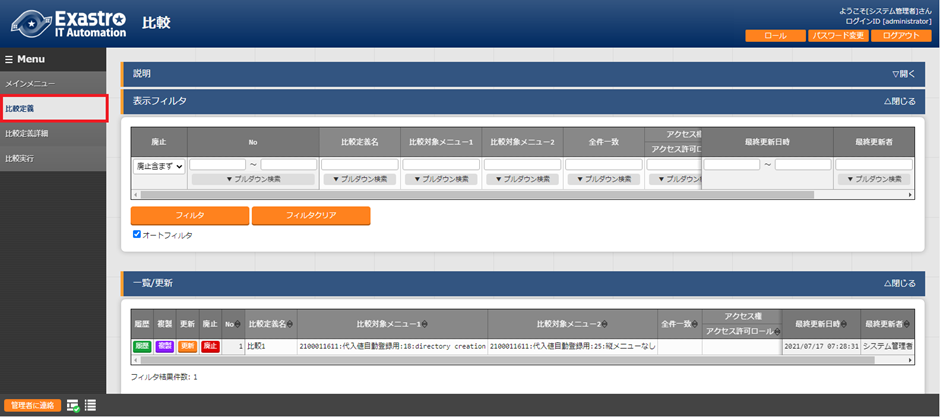 Exastro
IT Automation
比較
ようこそ[システム管理者]さん
ログインID [administrator]
ロール
パスワード変更
ログアウト
☰ Menu
メインメニュー
比較定義
比較定義詳細
比較実行
説明
▽開く
表示フィルタ
△閉じる
廃止
No
比較定義名
比較対象メニュー1
比較対象メニュー2
全件一致
アクセス権
アクセス許可ロ
最終更新日時
最終更新者
廃止含まず
～
～
▼ プルダウン検索
▼ プルダウン検索
▼ プルダウン検索
▼ プルダウン検索
▼ プルダウン検索
▼ プルダウン
▼ プルダウン検索
フィルタ
フィルタクリア
オートフィルタ
一覧/更新
△閉じる
履歴
複製
更新
廃止
No
比較定義名
比較対象メニュー1
比較対象メニュー2
全件一致
アクセス権
アクセス許可ロール
最終更新日時
最終更新者
履歴
複製
更新
廃止
1
比較1
2100011611:代入値自動登録用:18:directory creation
2100011611:代入値自動登録用:25:縦メニューなし
2021/07/17 07:28:31
システム管理者
フィルタ結果件数: 1
管理者に連絡